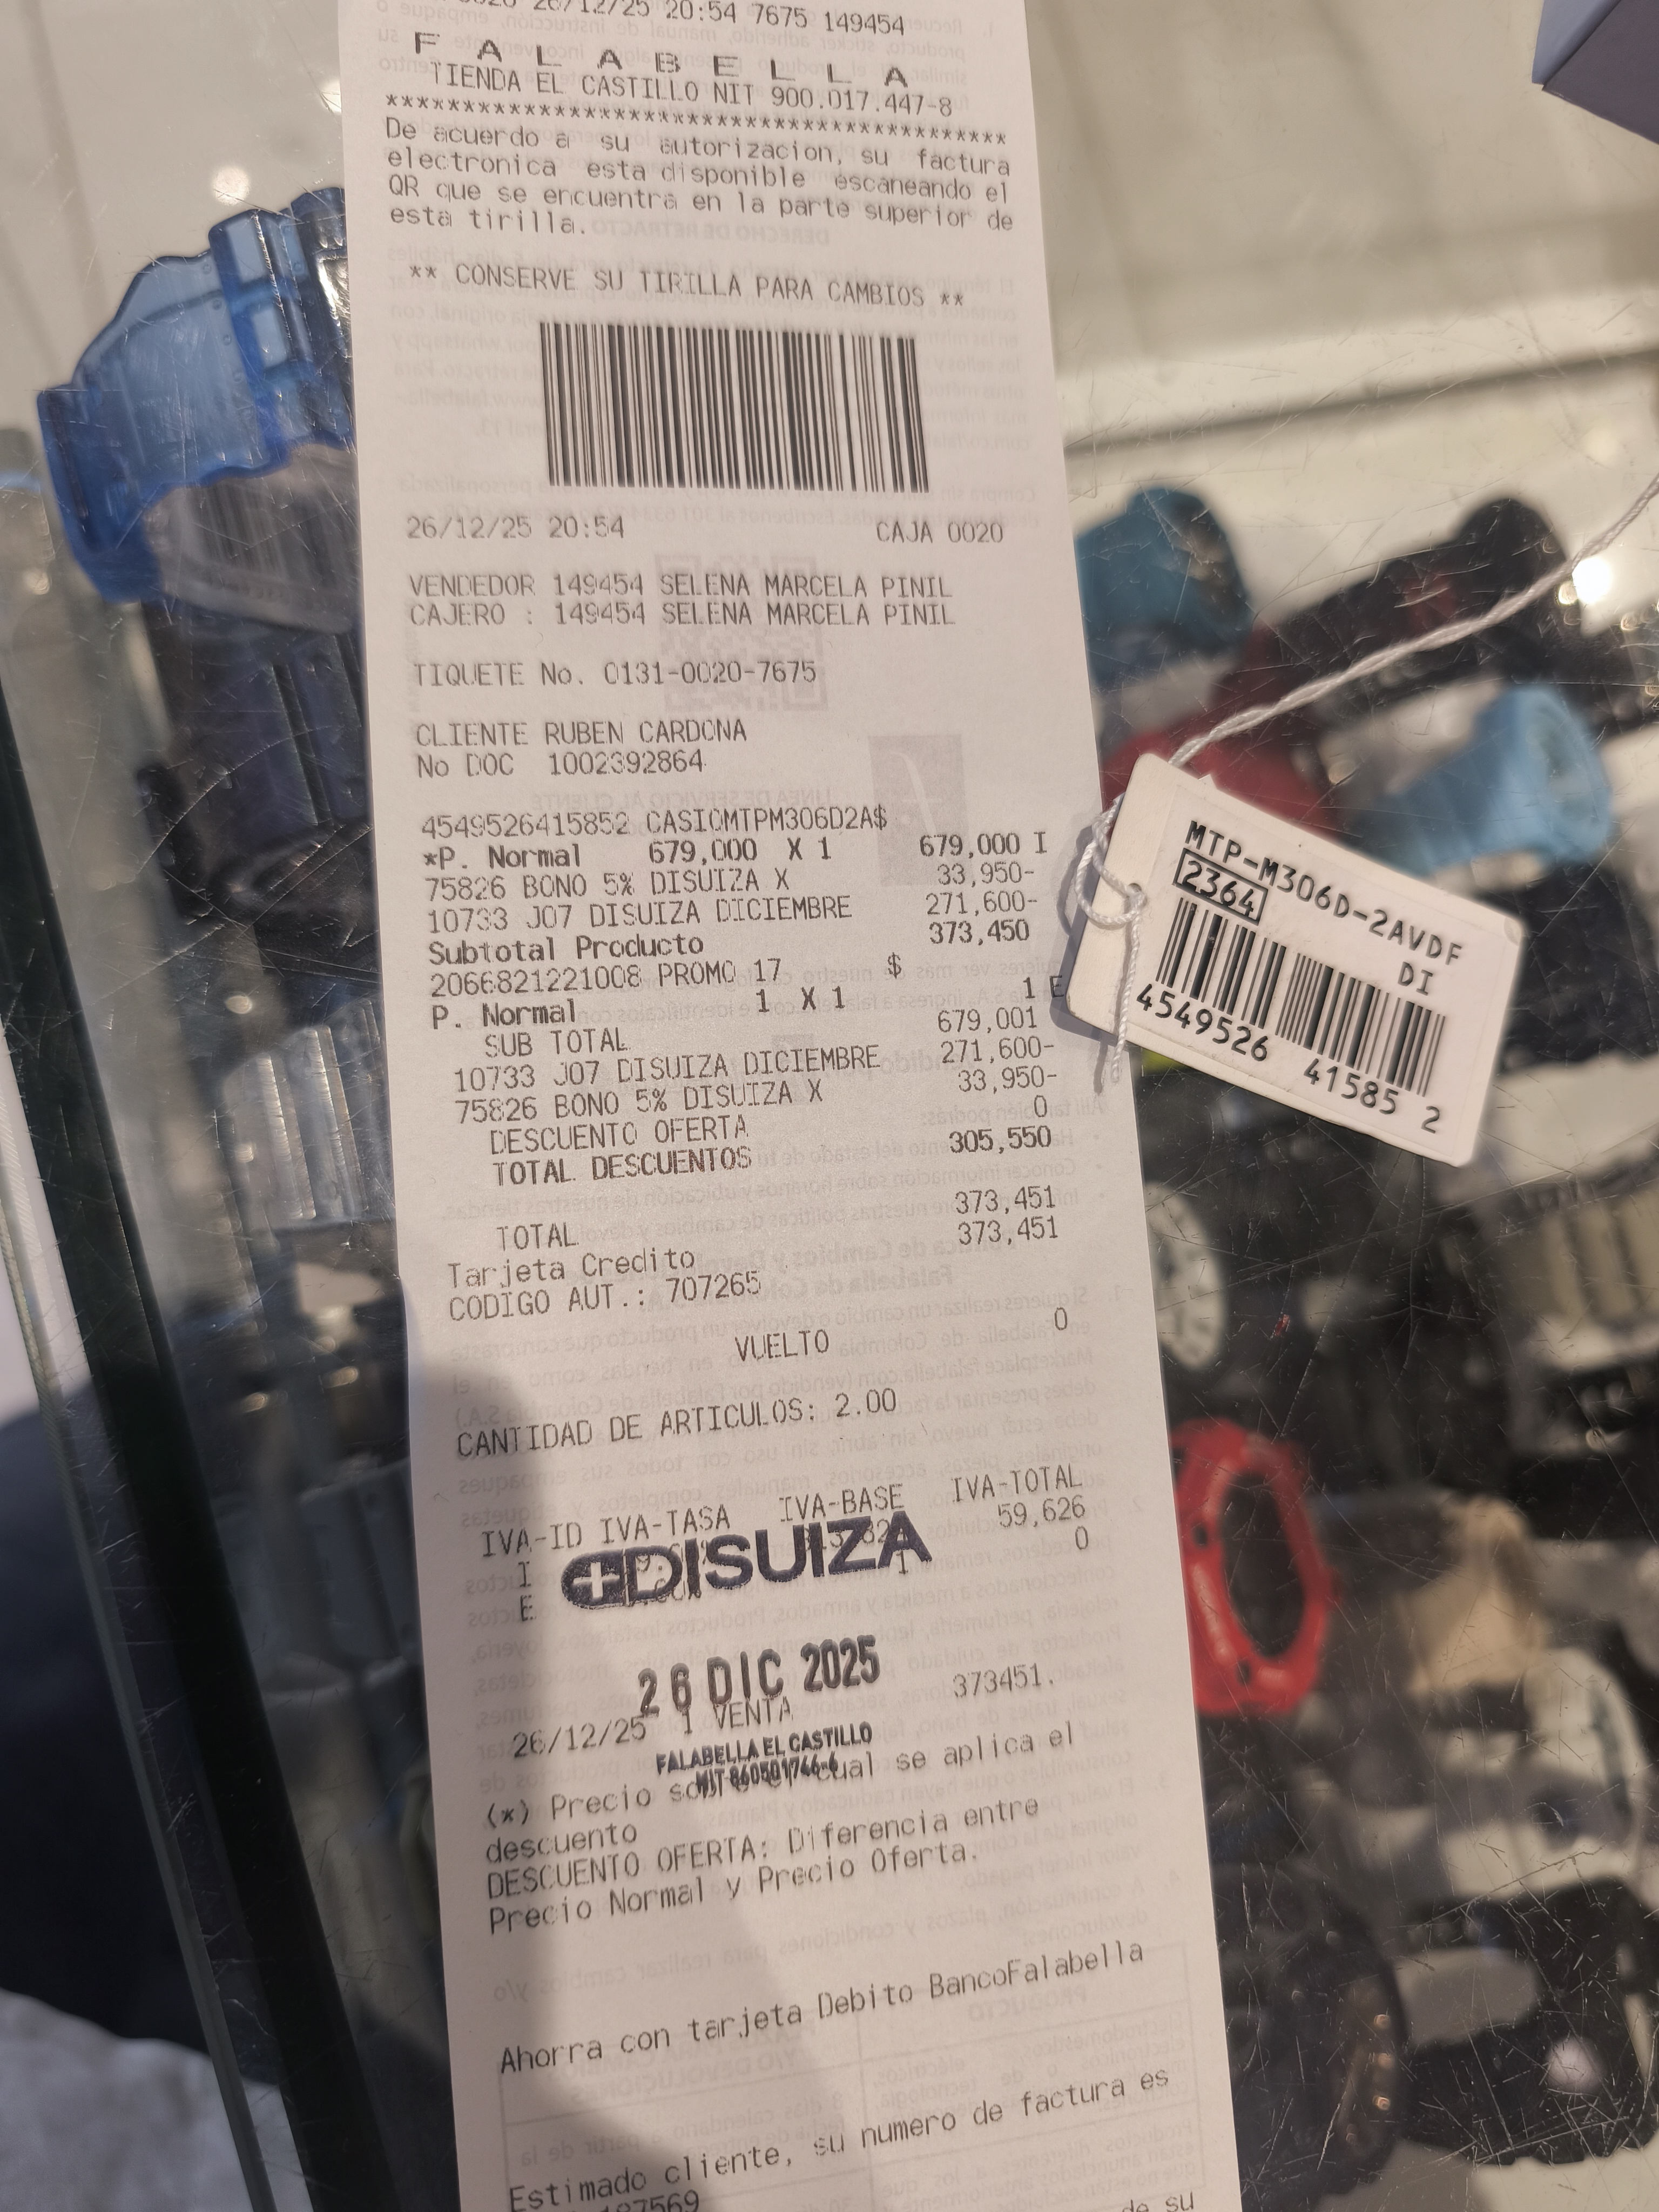 26/12/25 20:54 7675 149454
FALABELLA
TIENDA EL CASTILLO NIT 900.017.447-8
****************************************
De acuerdo a su autorizacion, su factura
electronica esta disponible escaneando el
QR que se encuentra en la parte superior de
esta tirilla.
** CONSERVE SU TIRILLA PARA CAMBIOS **
26/12/25 20:54 CAJA 0020
VENDEDOR 149454 SELENA MARCELA PINIL
CAJERO : 149454 SELENA MARCELA PINIL
TIQUETE No. 0131-0020-7675
CLIENTE RUBEN CARDONA
No DOC 1002392864
4549526415852 CASIOMTPM306D2A$
*P. Normal 679,000 X 1 679,000 I
75826 BONO 5% DISUIZA X 33,950-
10733 J07 DISUIZA DICIEMBRE 271,600-
Subtotal Producto 373,450
2066821221008 PROMO 17 $
P. Normal 1 X 1 1 E
SUB TOTAL 679,001
10733 J07 DISUIZA DICIEMBRE 271,600-
75826 BONO 5% DISUIZA X 33,950-
DESCUENTO OFERTA 0
TOTAL DESCUENTOS 305,550
TOTAL 373,451
Tarjeta Credito 373,451
CODIGO AUT.: 707265
VUELTO 0
CANTIDAD DE ARTICULOS: 2.00
IVA-ID IVA-TASA IVA-BASE IVA-TOTAL
I 59,626
E 1 0
DISUIZA
26 DIC 2025
26/12/25 1 VENTA 373451.
FALABELLA EL CASTILLO
NIT 860501746-6
(*) Precio sobre el cual se aplica el
descuento
DESCUENTO OFERTA: Diferencia entre
Precio Normal y Precio Oferta.
Ahorra con tarjeta Debito BancoFalabella
Estimado cliente, su numero de factura es
de su
MTP-M306D-2AVDF
2364 DI
4549526 41585 2